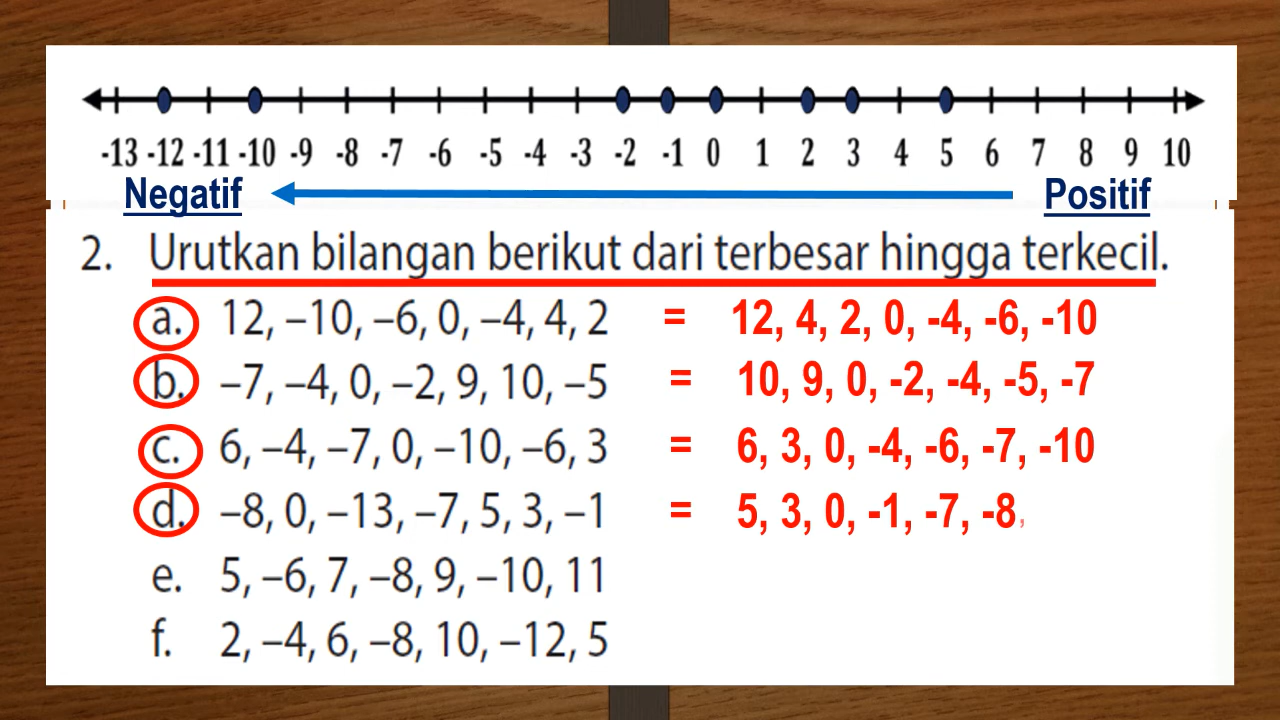 -13 -12 -11 -10 -9 -8 -7 -6 -5 -4 -3 -2 -1 0 1 2 3 4 5 6 7 8 9 10
Negatif Positif
2. Urutkan bilangan berikut dari terbesar hingga terkecil.
a. 12, –10, –6, 0, –4, 4, 2 = 12, 4, 2, 0, -4, -6, -10
b. –7, –4, 0, –2, 9, 10, –5 = 10, 9, 0, -2, -4, -5, -7
c. 6, –4, –7, 0, –10, –6, 3 = 6, 3, 0, -4, -6, -7, -10
d. –8, 0, –13, –7, 5, 3, –1 = 5, 3, 0, -1, -7, -8,
e. 5, –6, 7, –8, 9, –10, 11
f. 2, –4, 6, –8, 10, –12, 5